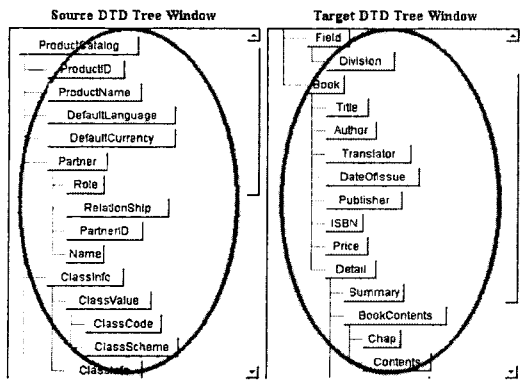 Source DTD Tree Window
ProductCatalog
ProductID
ProductName
DefaultLanguage
DefaultCurrency
Partner
Role
RelationShip
PartnerID
Name
ClassInfo
ClassValue
ClassCode
ClassScheme
ClassInfo
Target DTD Tree Window
Field
Division
Book
Title
Author
Translator
DateOfIssue
Publisher
ISBN
Price
Detail
Summary
BookContents
Chap
Contents